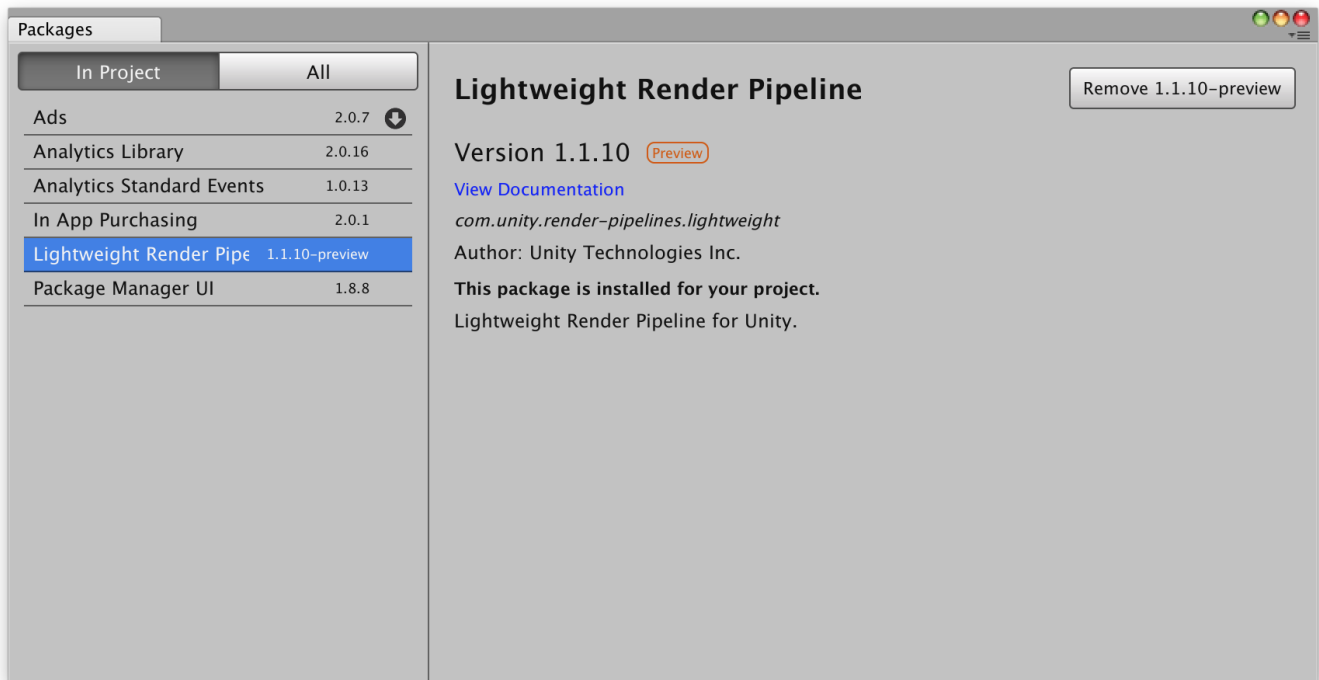 Packages
In Project All
Ads 2.0.7
Analytics Library 2.0.16
Analytics Standard Events 1.0.13
In App Purchasing 2.0.1
Lightweight Render Pipe 1.1.10-preview
Package Manager UI 1.8.8
Lightweight Render Pipeline
Remove 1.1.10-preview
Version 1.1.10 Preview
View Documentation
com.unity.render-pipelines.lightweight
Author: Unity Technologies Inc.
This package is installed for your project.
Lightweight Render Pipeline for Unity.